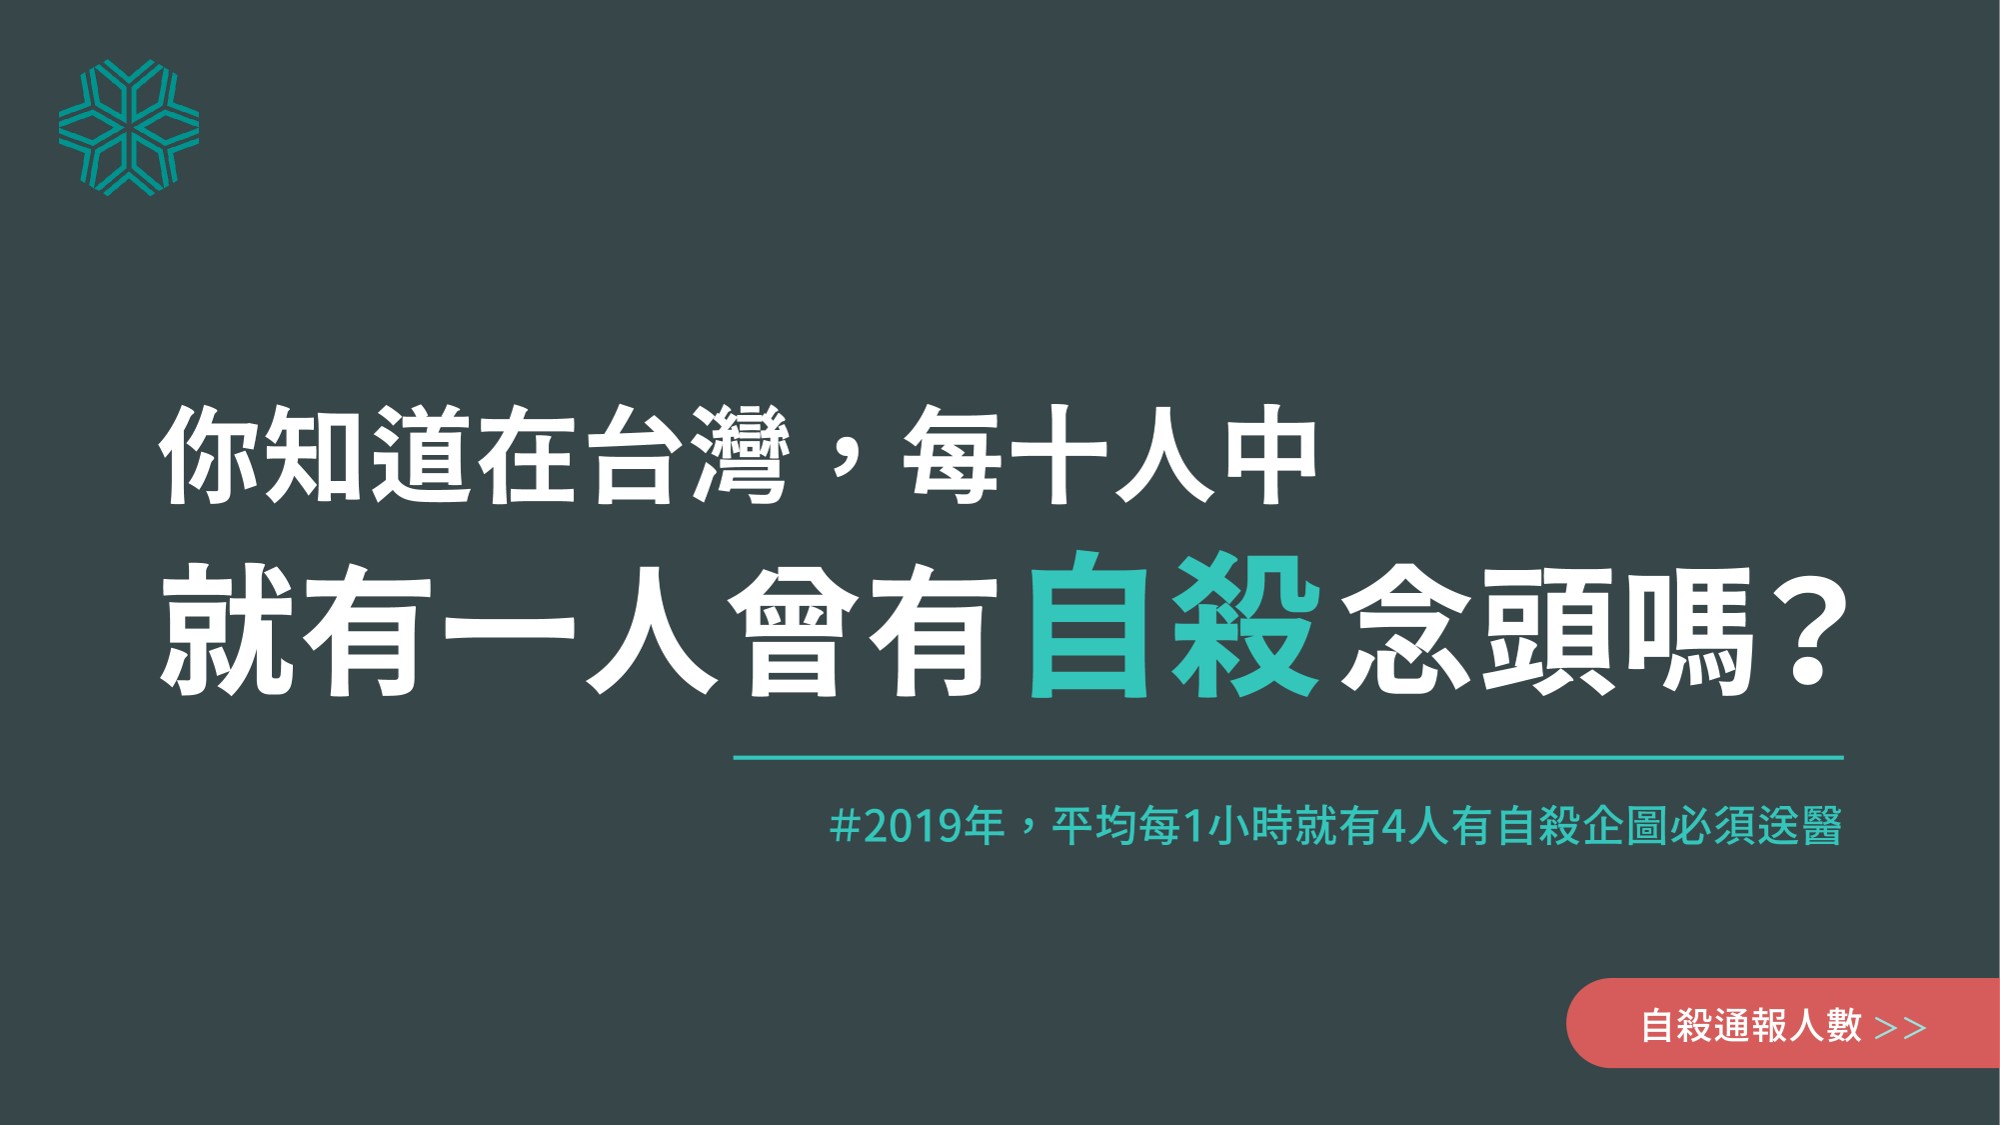 你知道在台灣，每十人中
就有一人曾有自殺念頭嗎?
#2019年，平均每1小時就有4人有自殺企圖必須送醫
自殺通報人數 >>